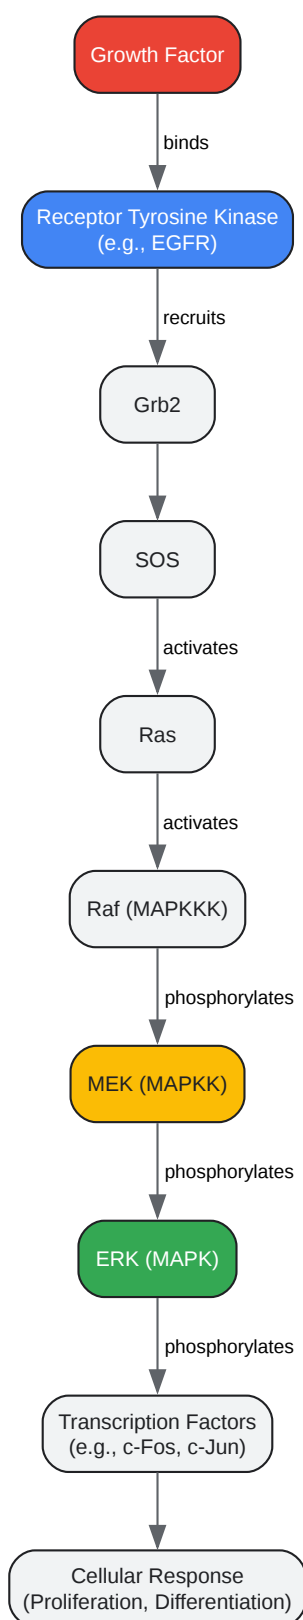 Growth Factor
binds
Receptor Tyrosine Kinase
(e.g., EGFR)
recruits
Grb2
SOS
activates
Ras
activates
Raf (MAPKKK)
phosphorylates
MEK (MAPKK)
phosphorylates
ERK (MAPK)
phosphorylates
Transcription Factors
(e.g., c-Fos, c-Jun)
Cellular Response
(Proliferation, Differentiation)